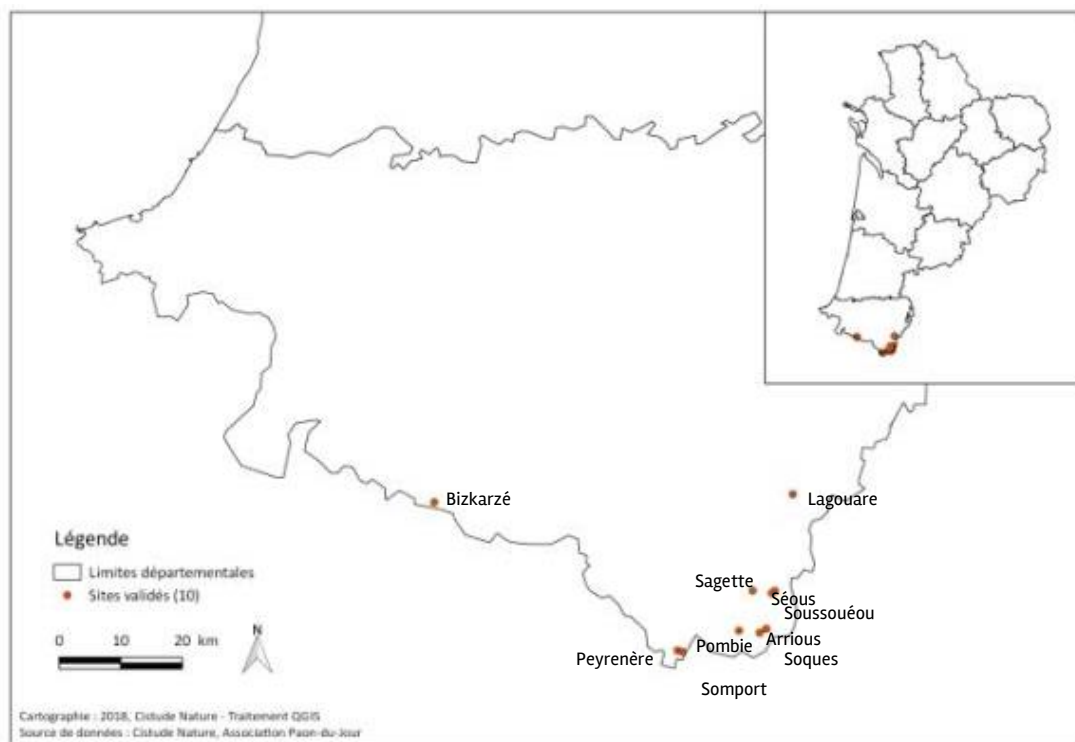 Bizkarzé
Lagouare
Légende
Limites départementales
Sites validés (10)
Sagette
Séous
Soussouéou
0 10 20 km
N
Peyrenère
Pombie
Arrious
Soques
Somport
Cartographie : 2018, Cistude Nature - Traitement QGIS
Source de données : Cistude Nature, Association Paon-du-Jour